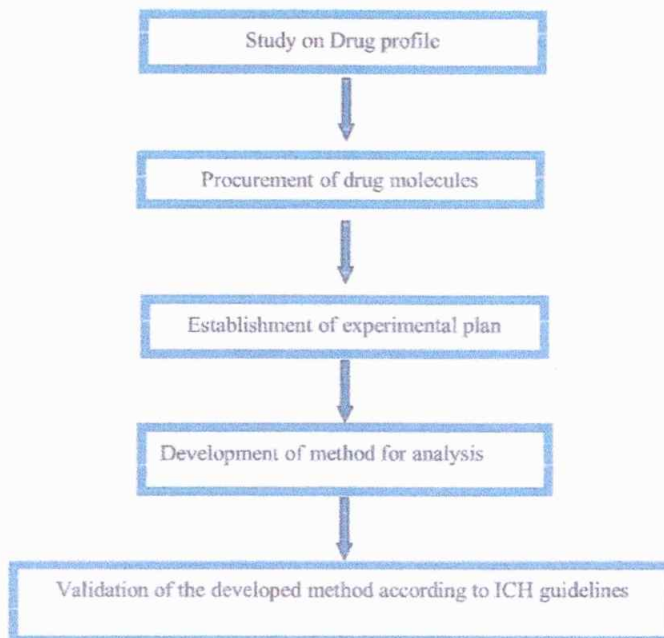 Study on Drug profile
Procurement of drug molecules
Establishment of experimental plan
Development of method for analysis
Validation of the developed method according to ICH guidelines